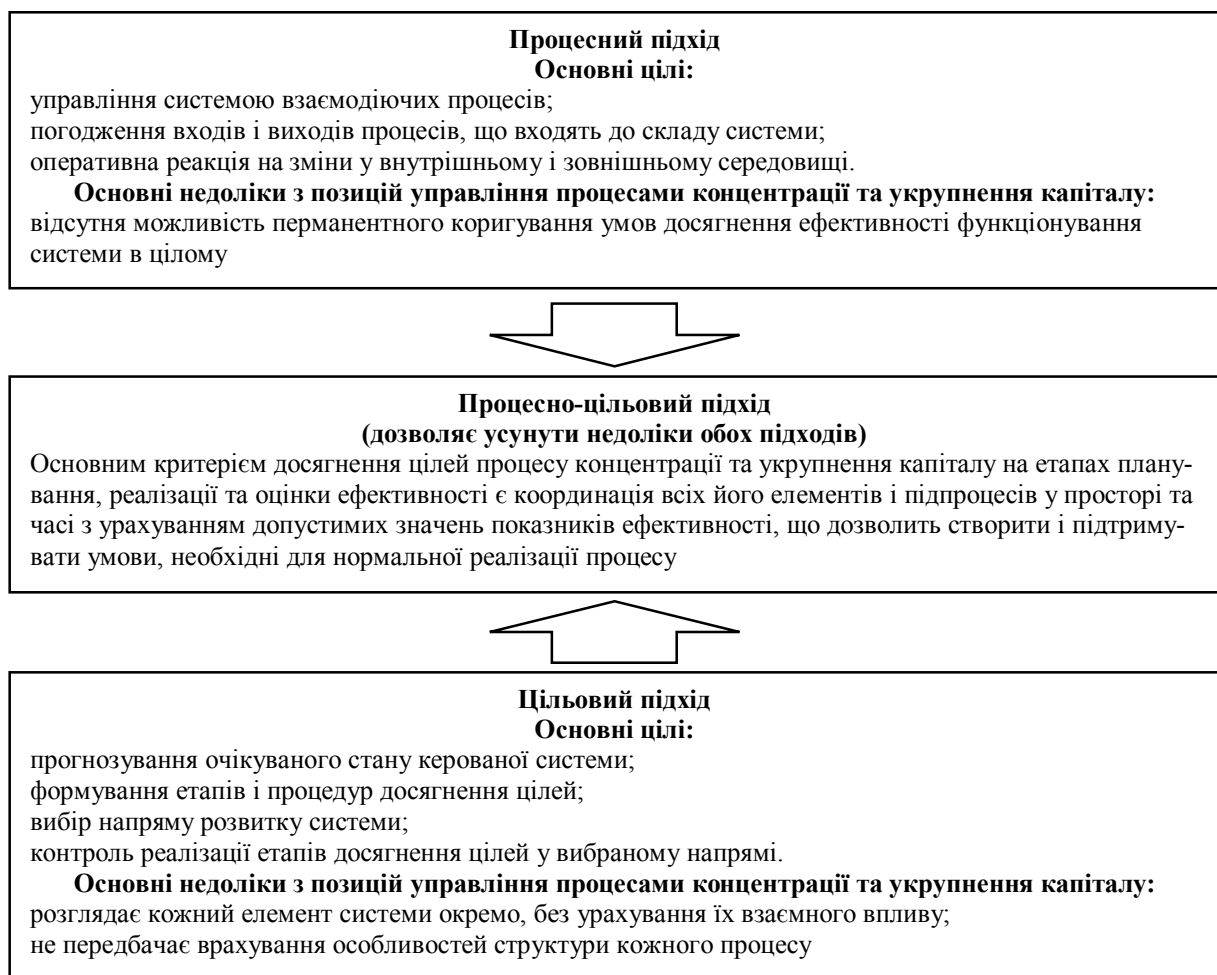 Процесний підхід
Основні цілі:
управління системою взаємодіючих процесів;
погодження входів і виходів процесів, що входять до складу системи;
оперативна реакція на зміни у внутрішньому і зовнішньому середовищі.
Основні недоліки з позицій управління процесами концентрації та укрупнення капіталу:
відсутня можливість перманентного коригування умов досягнення ефективності функціонування
системи в цілому
Процесно-цільовий підхід
(дозволяє усунути недоліки обох підходів)
Основним критерієм досягнення цілей процесу концентрації та укрупнення капіталу на етапах плану-
вання, реалізації та оцінки ефективності є координація всіх його елементів і підпроцесів у просторі та
часі з урахуванням допустимих значень показників ефективності, що дозволить створити і підтриму-
вати умови, необхідні для нормальної реалізації процесу
Цільовий підхід
Основні цілі:
прогнозування очікуваного стану керованої системи;
формування етапів і процедур досягнення цілей;
вибір напряму розвитку системи;
контроль реалізації етапів досягнення цілей у вибраному напрямі.
Основні недоліки з позицій управління процесами концентрації та укрупнення капіталу:
розглядає кожний елемент системи окремо, без урахування їх взаємного впливу;
не передбачає врахування особливостей структури кожного процесу